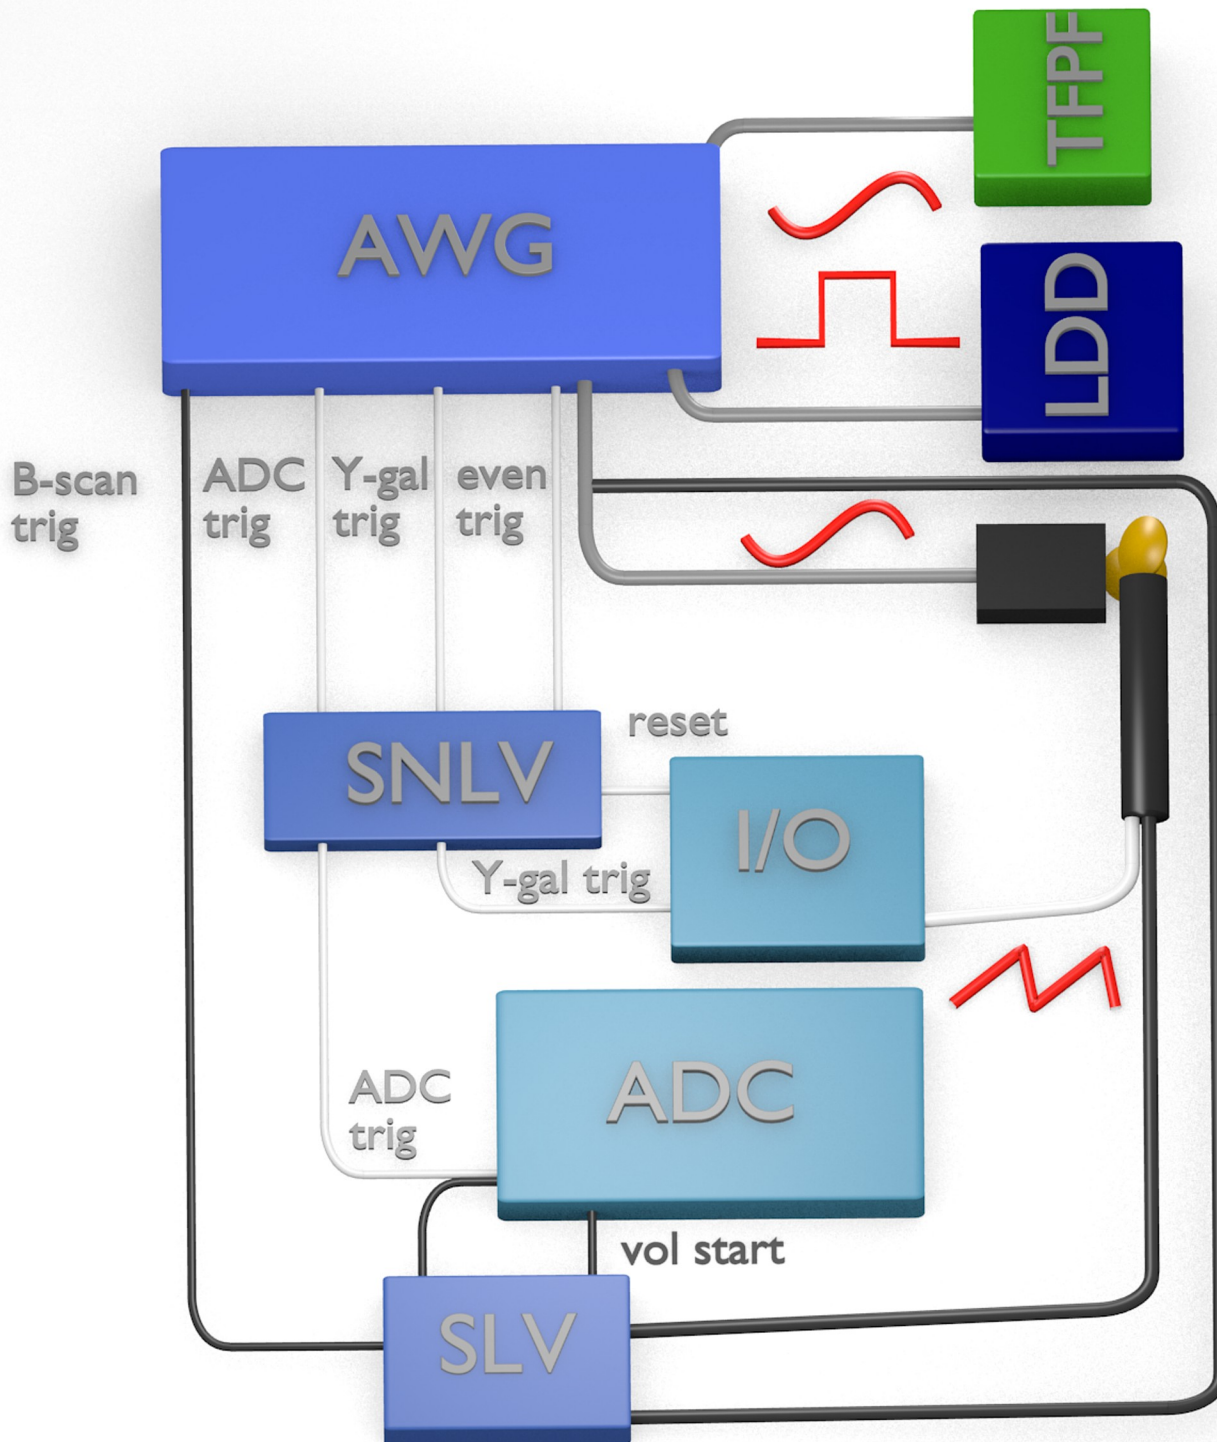 TFPF
AWG
LDD
B-scan
trig
ADC
trig
Y-gal
trig
even
trig
SNLV
reset
I/O
Y-gal trig
ADC
ADC
trig
vol start
SLV